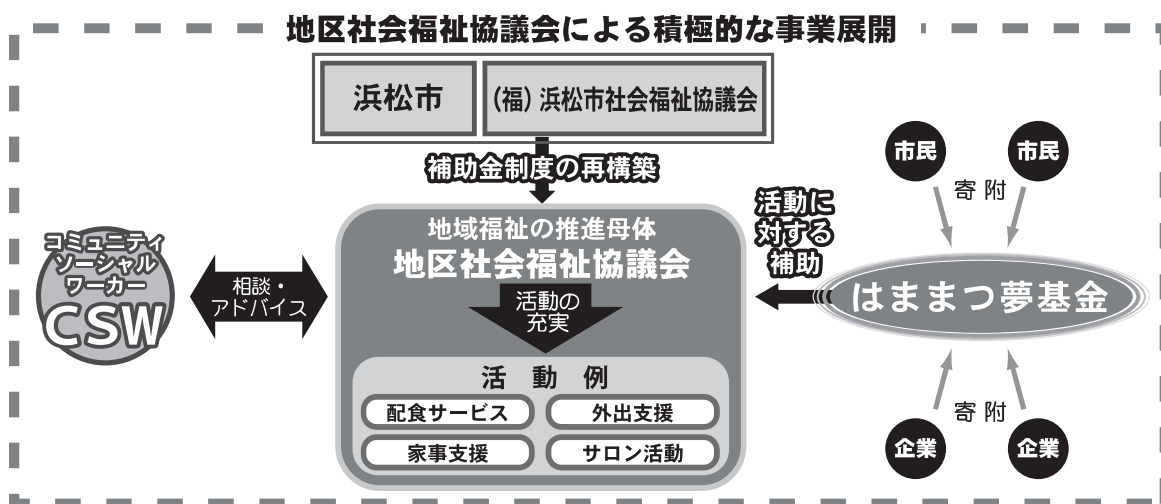 地区社会福祉協議会による積極的な事業展開
浜松市
(福)浜松市社会福祉協議会
補助金制度の再構築
地域福祉の推進母体
地区社会福祉協議会
活動の
充実
活動例
配食サービス
外出支援
家事支援
サロン活動
コミュニティ
ソーシャル
ワーカー
CSW
相談・
アドバイス
活動に
対する
補助
市民
市民
寄附
はままつ夢基金
寄附
企業
企業